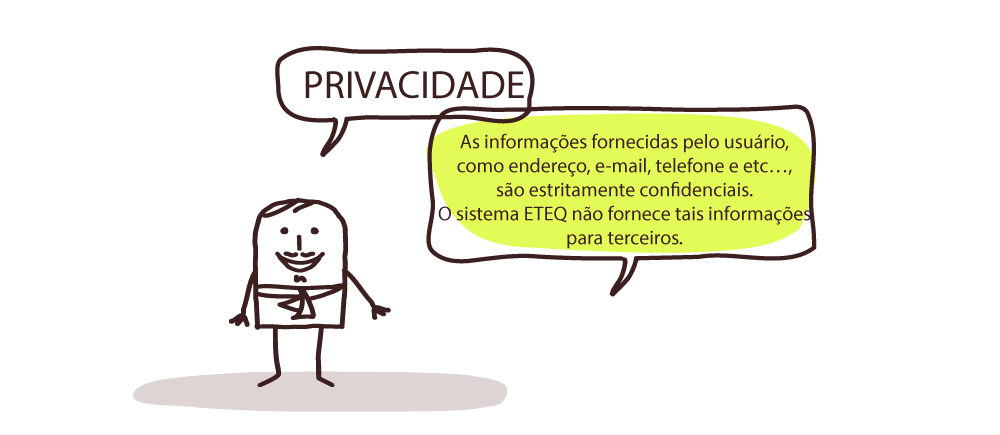 PRIVACIDADE
As informações fornecidas pelo usuário,
como endereço, e-mail, telefone e etc…,
são estritamente confidenciais.
O sistema ETEQ não fornece tais informações
para terceiros.